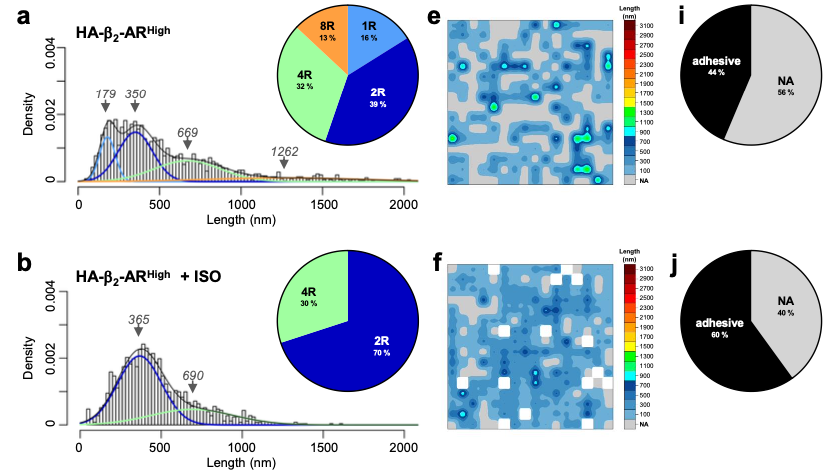 a
HA-β2-ARHigh
0.004
0.002
0
Density
179
350
669
1262
0
500
1000
1500
2000
Length (nm)
8R
13 %
1R
16 %
4R
32 %
2R
39 %
e
Length
(nm)
3100
2900
2700
2500
2300
2100
1900
1700
1500
1300
1100
900
700
500
300
100
NA
i
adhesive
44 %
NA
56 %
b
HA-β2-ARHigh + ISO
0.004
0.002
0
Density
365
690
0
500
1000
1500
2000
Length (nm)
4R
30 %
2R
70 %
f
Length
(nm)
3100
2900
2700
2500
2300
2100
1900
1700
1500
1300
1100
900
700
500
300
100
NA
j
adhesive
60 %
NA
40 %